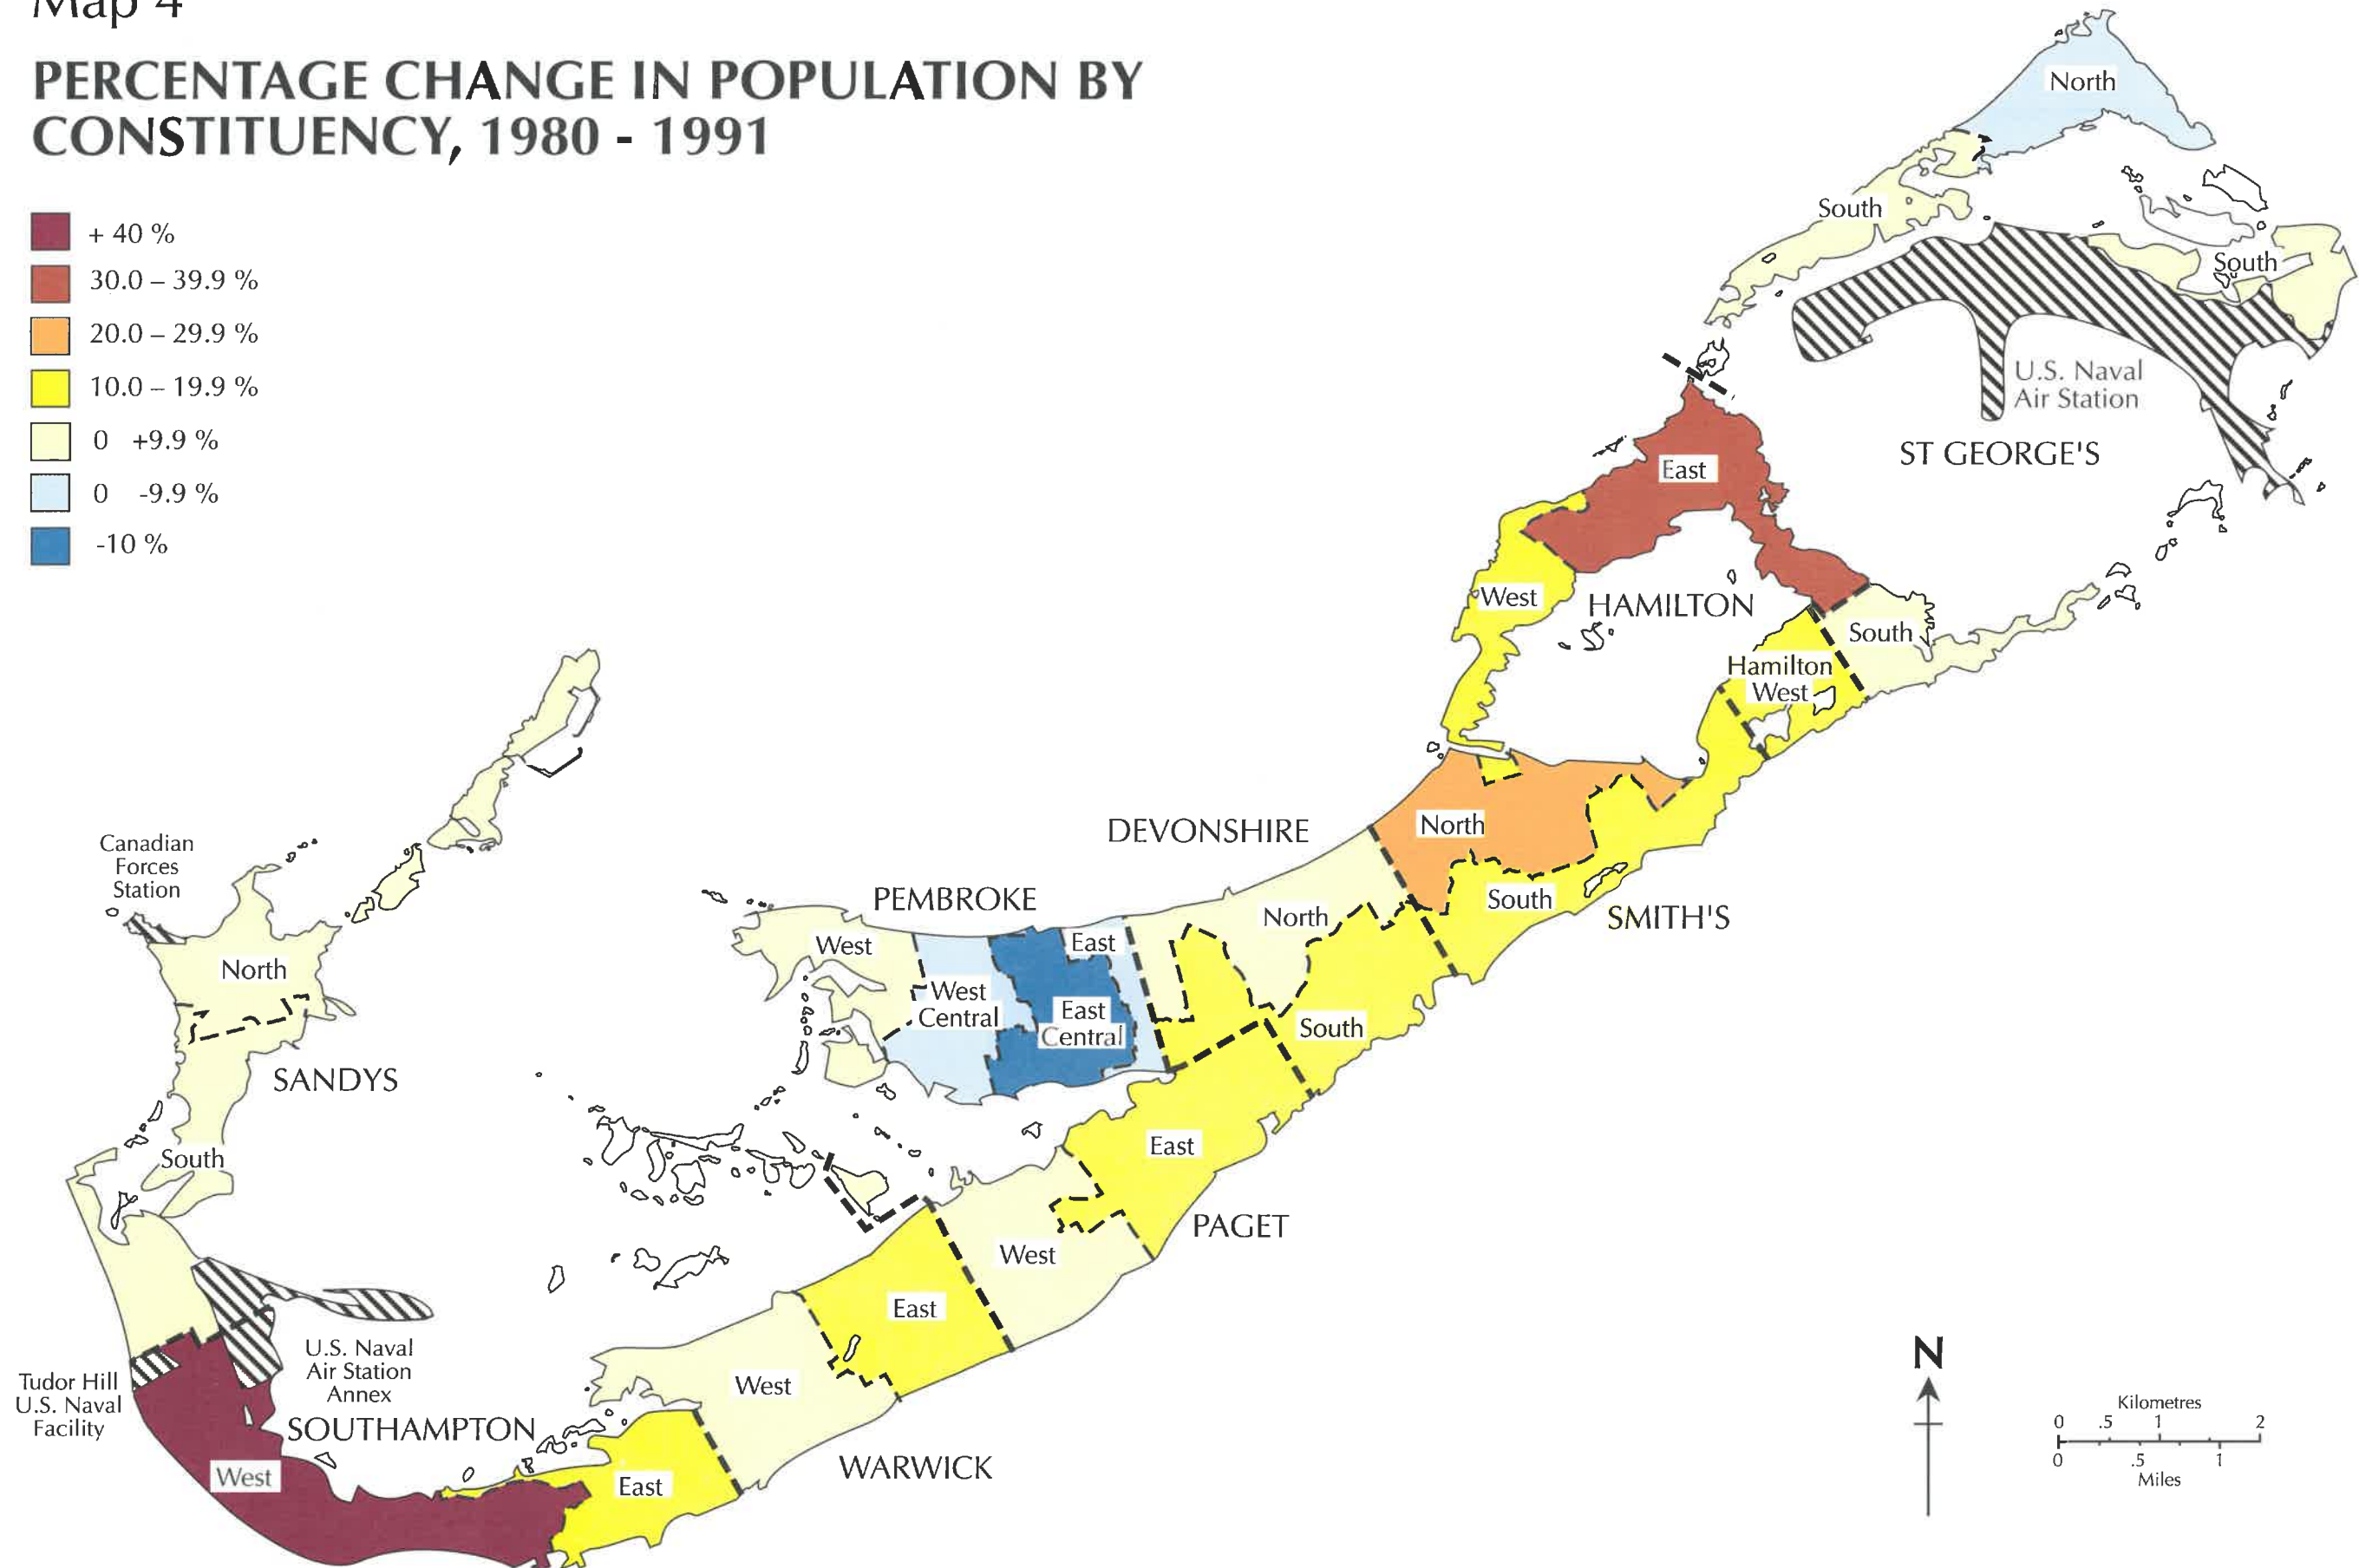 Map 4
PERCENTAGE CHANGE IN POPULATION BY
CONSTITUENCY, 1980 - 1991
+ 40 %
30.0 – 39.9 %
20.0 – 29.9 %
10.0 – 19.9 %
0 +9.9 %
0 -9.9 %
-10 %
North
South
South
U.S. Naval
Air Station
ST GEORGE'S
East
West
HAMILTON
South
Hamilton
West
DEVONSHIRE
North
South
SMITH'S
PEMBROKE
West
West
Central
East
East
Central
North
South
Canadian
Forces
Station
North
SANDYS
South
East
PAGET
West
East
West
WARWICK
U.S. Naval
Air Station
Annex
Tudor Hill
U.S. Naval
Facility
SOUTHAMPTON
West
East
N
Kilometres
0 .5 1 2
0 .5 1
Miles